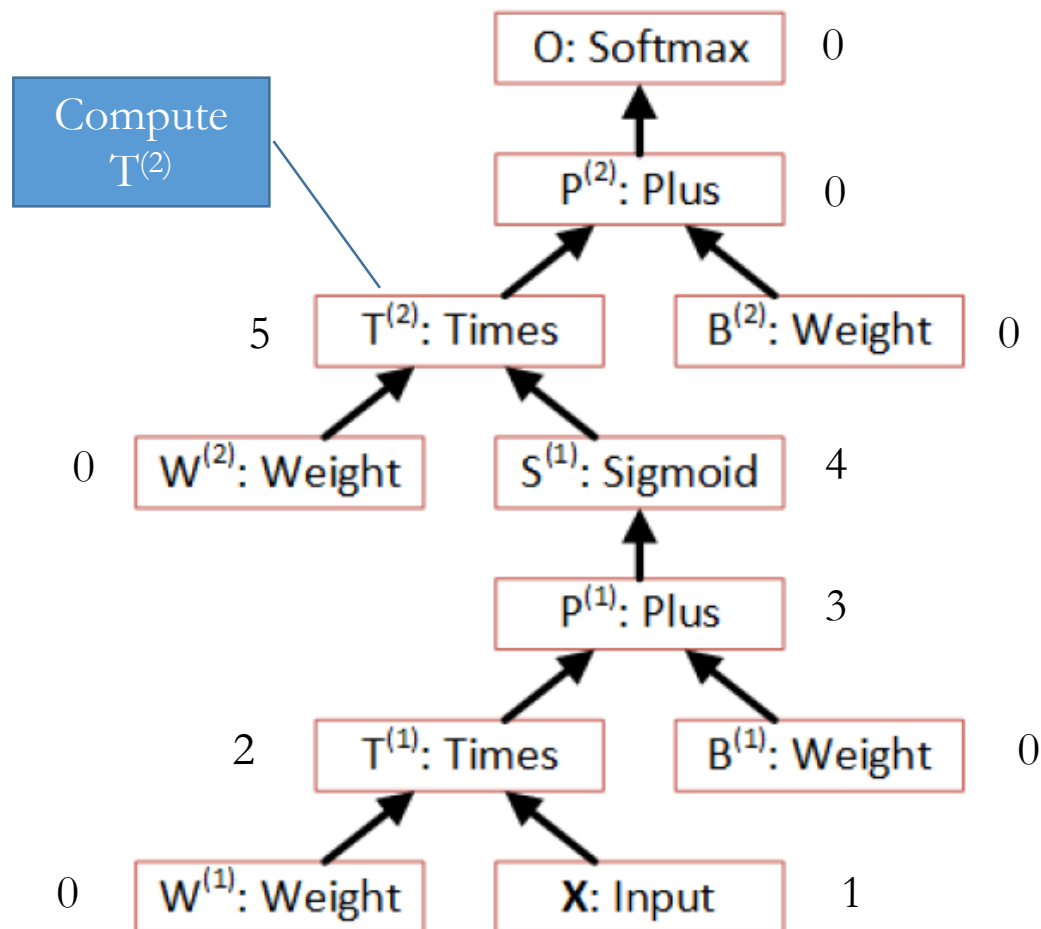 O: Softmax 0
Compute
T(2)
P(2): Plus 0
5 T(2): Times B(2): Weight 0
0 W(2): Weight S(1): Sigmoid 4
P(1): Plus 3
2 T(1): Times B(1): Weight 0
0 W(1): Weight X: Input 1